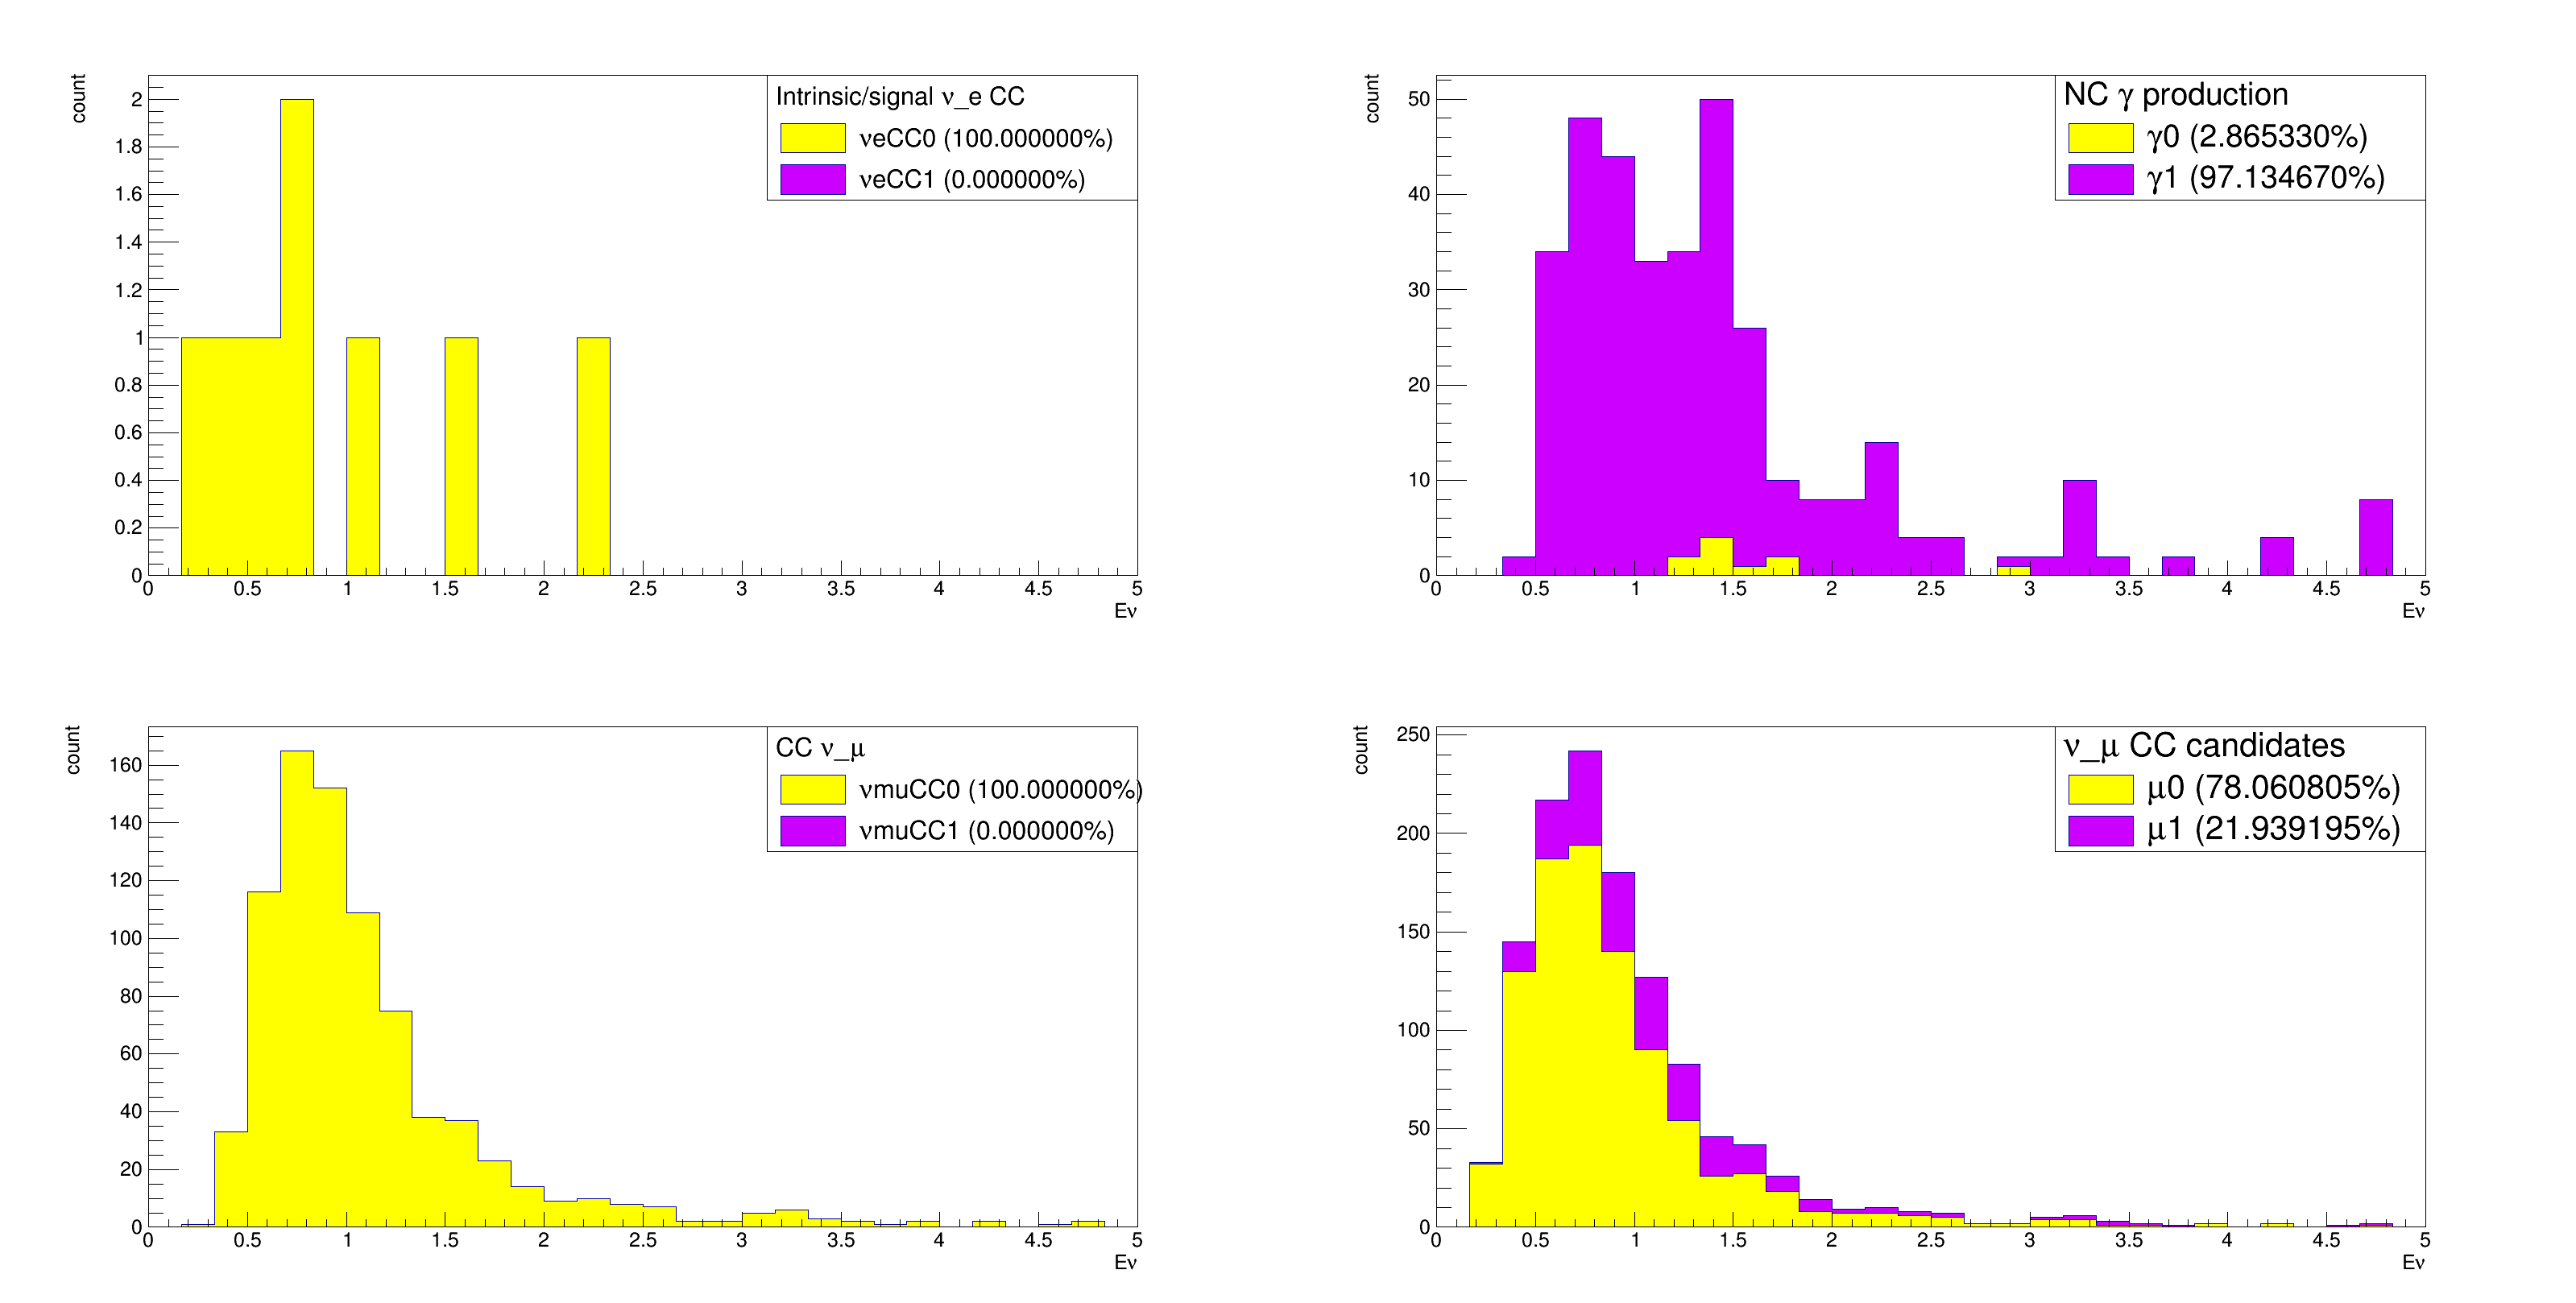 count
Intrinsic/signal ν_e CC
νeCC0 (100.000000%)
νeCC1 (0.000000%)
2
1.8
1.6
1.4
1.2
1
0.8
0.6
0.4
0.2
0
0 0.5 1 1.5 2 2.5 3 3.5 4 4.5 5
Eν
count
NC γ production
γ0 (2.865330%)
γ1 (97.134670%)
50
40
30
20
10
0
0 0.5 1 1.5 2 2.5 3 3.5 4 4.5 5
Eν
count
CC ν_μ
νmuCC0 (100.000000%)
νmuCC1 (0.000000%)
160
140
120
100
80
60
40
20
0
0 0.5 1 1.5 2 2.5 3 3.5 4 4.5 5
Eν
count
ν_μ CC candidates
μ0 (78.060805%)
μ1 (21.939195%)
250
200
150
100
50
0
0 0.5 1 1.5 2 2.5 3 3.5 4 4.5 5
Eν